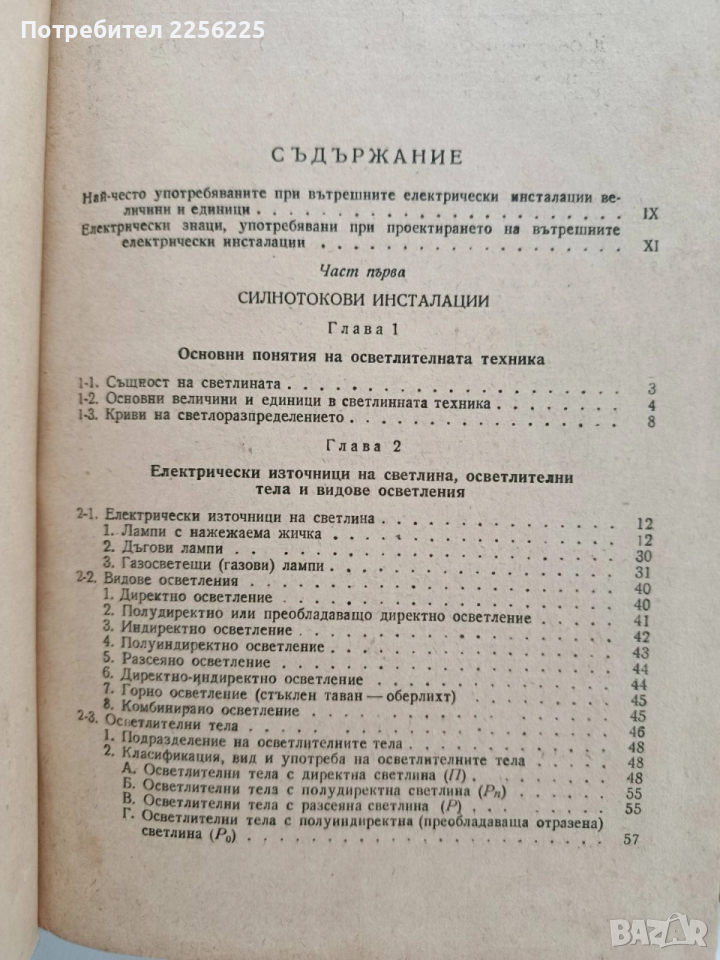 Потребител 2256225
СЪДЪРЖАНИЕ
Най-често употребяваните при вътрешните електрически инсталации ве-
личини и единици . . . . . . . . . . . . . . . . . . . IX
Електрически знаци, употребявани при проектирането на вътрешните
електрически инсталации . . . . . . . . . . . . . . . . XI
Част първа
СИЛНОТОКОВИ ИНСТАЛАЦИИ
Глава 1
Основни понятия на осветлителната техника
1-1. Същност на светлината . . . . . . . . . . . . . . . . 3
1-2. Основни величини и единици в светлинната техника . . . . . . . 4
1-3. Криви на светлоразпределението . . . . . . . . . . . . . 8
Глава 2
Електрически източници на светлина, осветлителни
тела и видове осветления
2-1. Електрически източници на светлина . . . . . . . . . . . . 12
1. Лампи с нажежаема жичка . . . . . . . . . . . . . . 12
2. Дъгови лампи . . . . . . . . . . . . . . . . . . 30
3. Газосветещи (газови) лампи . . . . . . . . . . . . . . 31
2-2. Видове осветления . . . . . . . . . . . . . . . . . . 40
1. Директно осветление . . . . . . . . . . . . . . . . 40
2. Полудиректно или преобладаващо директно осветление . . . . . 41
3. Индиректно осветление . . . . . . . . . . . . . . . 42
4. Полуиндиректно осветление . . . . . . . . . . . . . . 43
5. Разсеяно осветление . . . . . . . . . . . . . . . . 44
6. Директно-индиректно осветление . . . . . . . . . . . . 44
7. Горно осветление (стъклен таван — оберлихт) . . . . . . . . 45
8. Комбинирано осветление . . . . . . . . . . . . . . . 45
2-3. Осветлителни тела . . . . . . . . . . . . . . . . . . 46
1. Подразделение на осветлителните тела . . . . . . . . . . . 48
2. Класификация, вид и употреба на осветлителните тела . . . . . 48
А. Осветлителни тела с директна светлина (П) . . . . . . . . 48
Б. Осветлителни тела с полудиректна светлина (Рп) . . . . . . 55
В. Осветлителни тела с разсеяна светлина (Р) . . . . . . . . 55
Г. Осветлителни тела с полуиндиректна (преобладаваща отразена)
светлина (Ро) . . . . . . . . . . . . . . . . . . 57
BAZAR